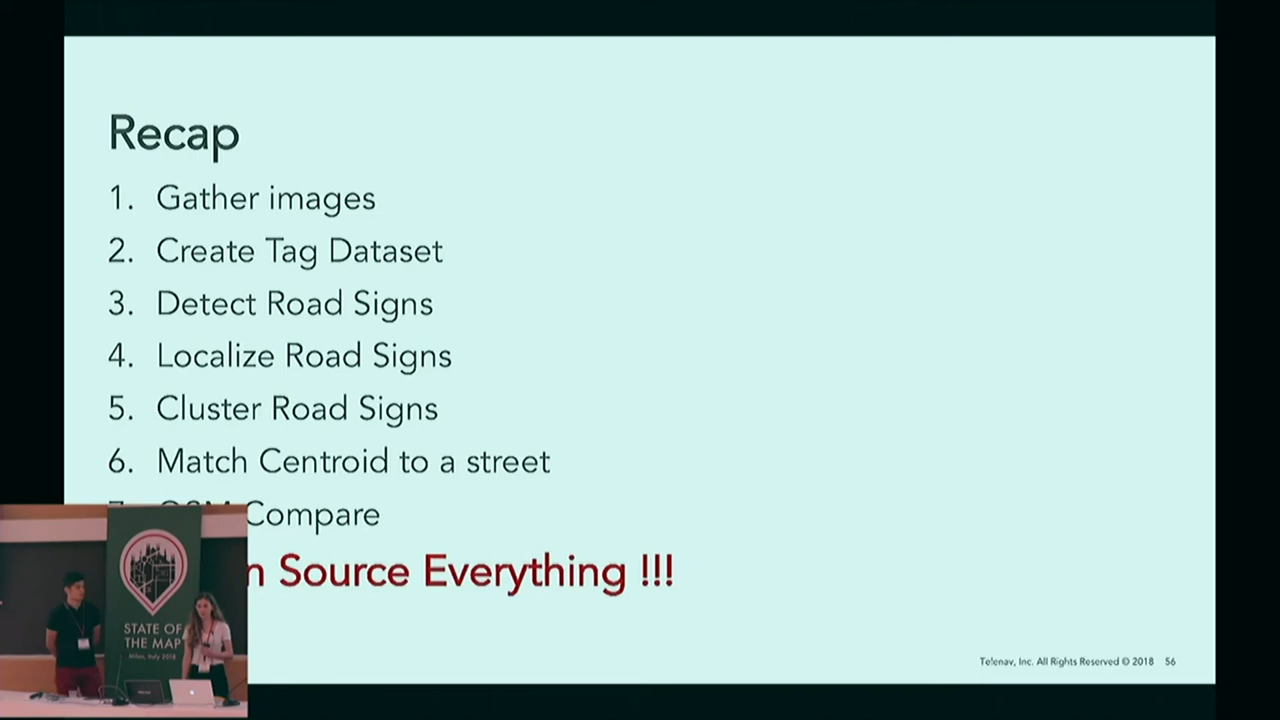 Recap
1. Gather images
2. Create Tag Dataset
3. Detect Road Signs
4. Localize Road Signs
5. Cluster Road Signs
6. Match Centroid to a street
Compare
Source Everything !!!
STATE OF
THE MAP
Milan, Italy 2018
Telenav, Inc. All Rights Reserved © 2018 56